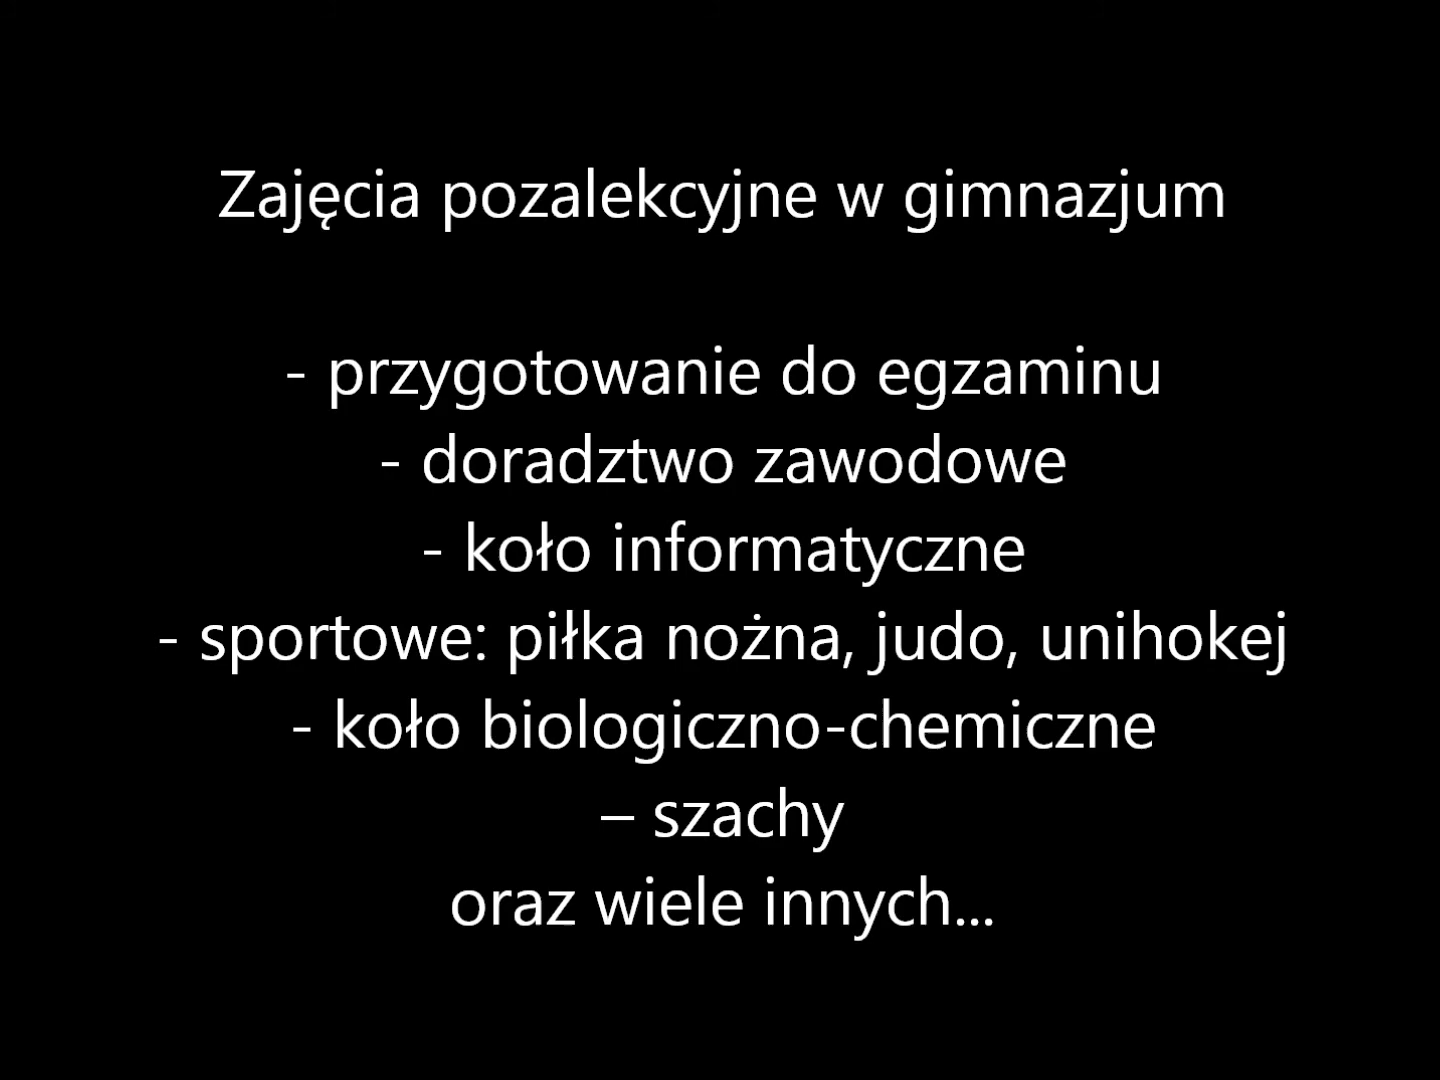 Zajęcia pozalekcyjne w gimnazjum
- przygotowanie do egzaminu
- doradztwo zawodowe
- koło informatyczne
- sportowe: piłka nożna, judo, unihokej
- koło biologiczno-chemiczne
– szachy
oraz wiele innych...